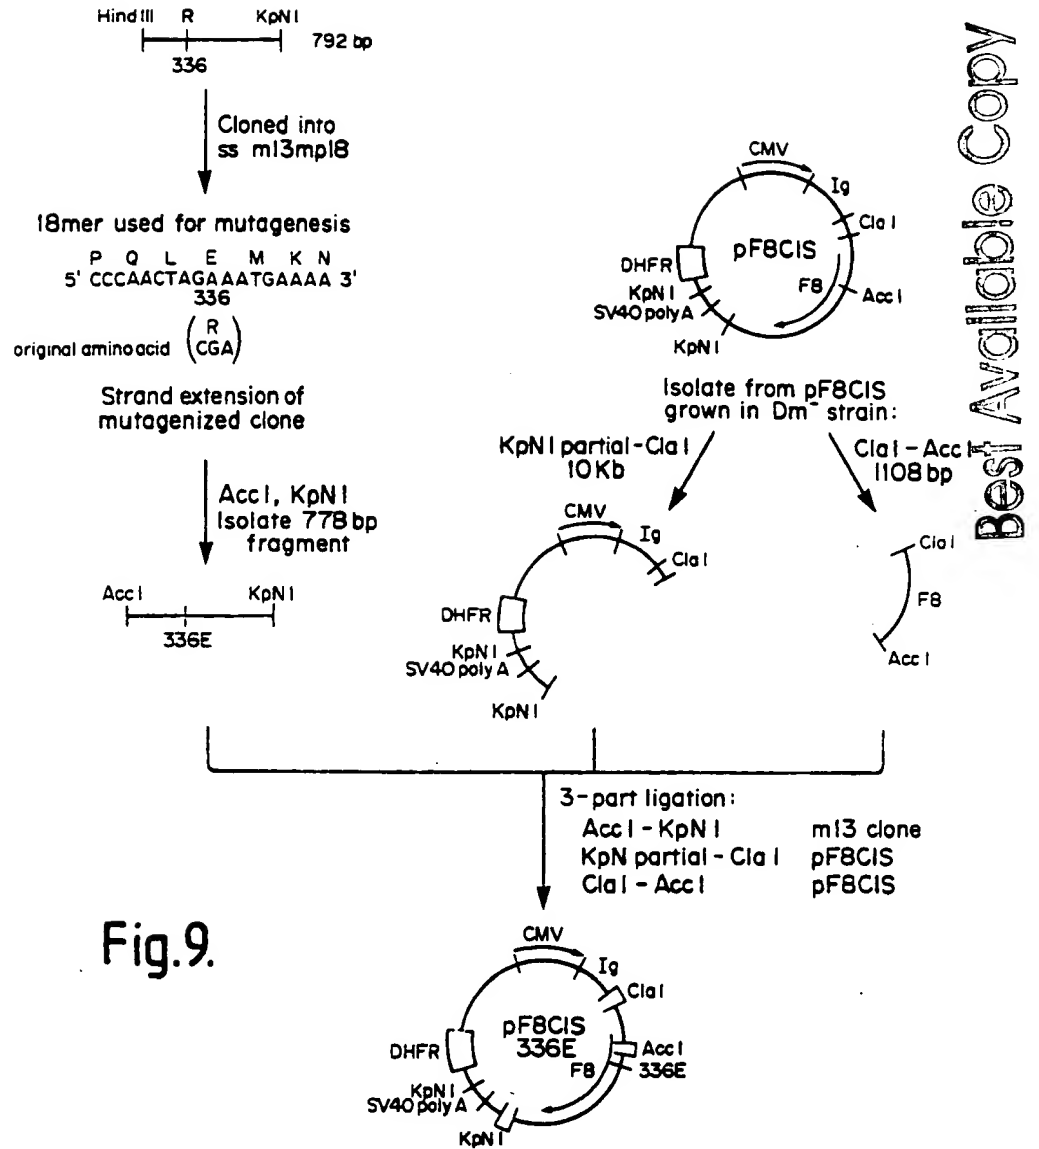 Hind III R KpN I
792 bp
336
Cloned into
ss m13mp18
18mer used for mutagenesis
P Q L E M K N
5' CCCAACTAGAAATGAAAA 3'
336
original amino acid (R CGA)
Strand extension of
mutagenized clone
Acc I, KpN I
Isolate 778 bp
fragment
Acc I KpN I
336E
CMV
Ig
Cla I
pF8CIS
DHFR
F8
KpN I
Acc I
SV40 poly A
KpN I
Isolate from pF8CIS
grown in Dm⁻ strain:
KpN I partial-Cla I
10 Kb
Cla I - Acc I
1108 bp
CMV
Ig
Cla I
DHFR
KpN I
SV40 poly A
KpN I
Cla I
F8
Acc I
3-part ligation:
Acc I - KpN I m13 clone
KpN partial - Cla I pF8CIS
Cla I - Acc I pF8CIS
Fig.9.
CMV
Ig
Cla I
pF8CIS
336E
DHFR
Acc I
F8
336E
KpN I
SV40 poly A
KpN I
Best Available Copy